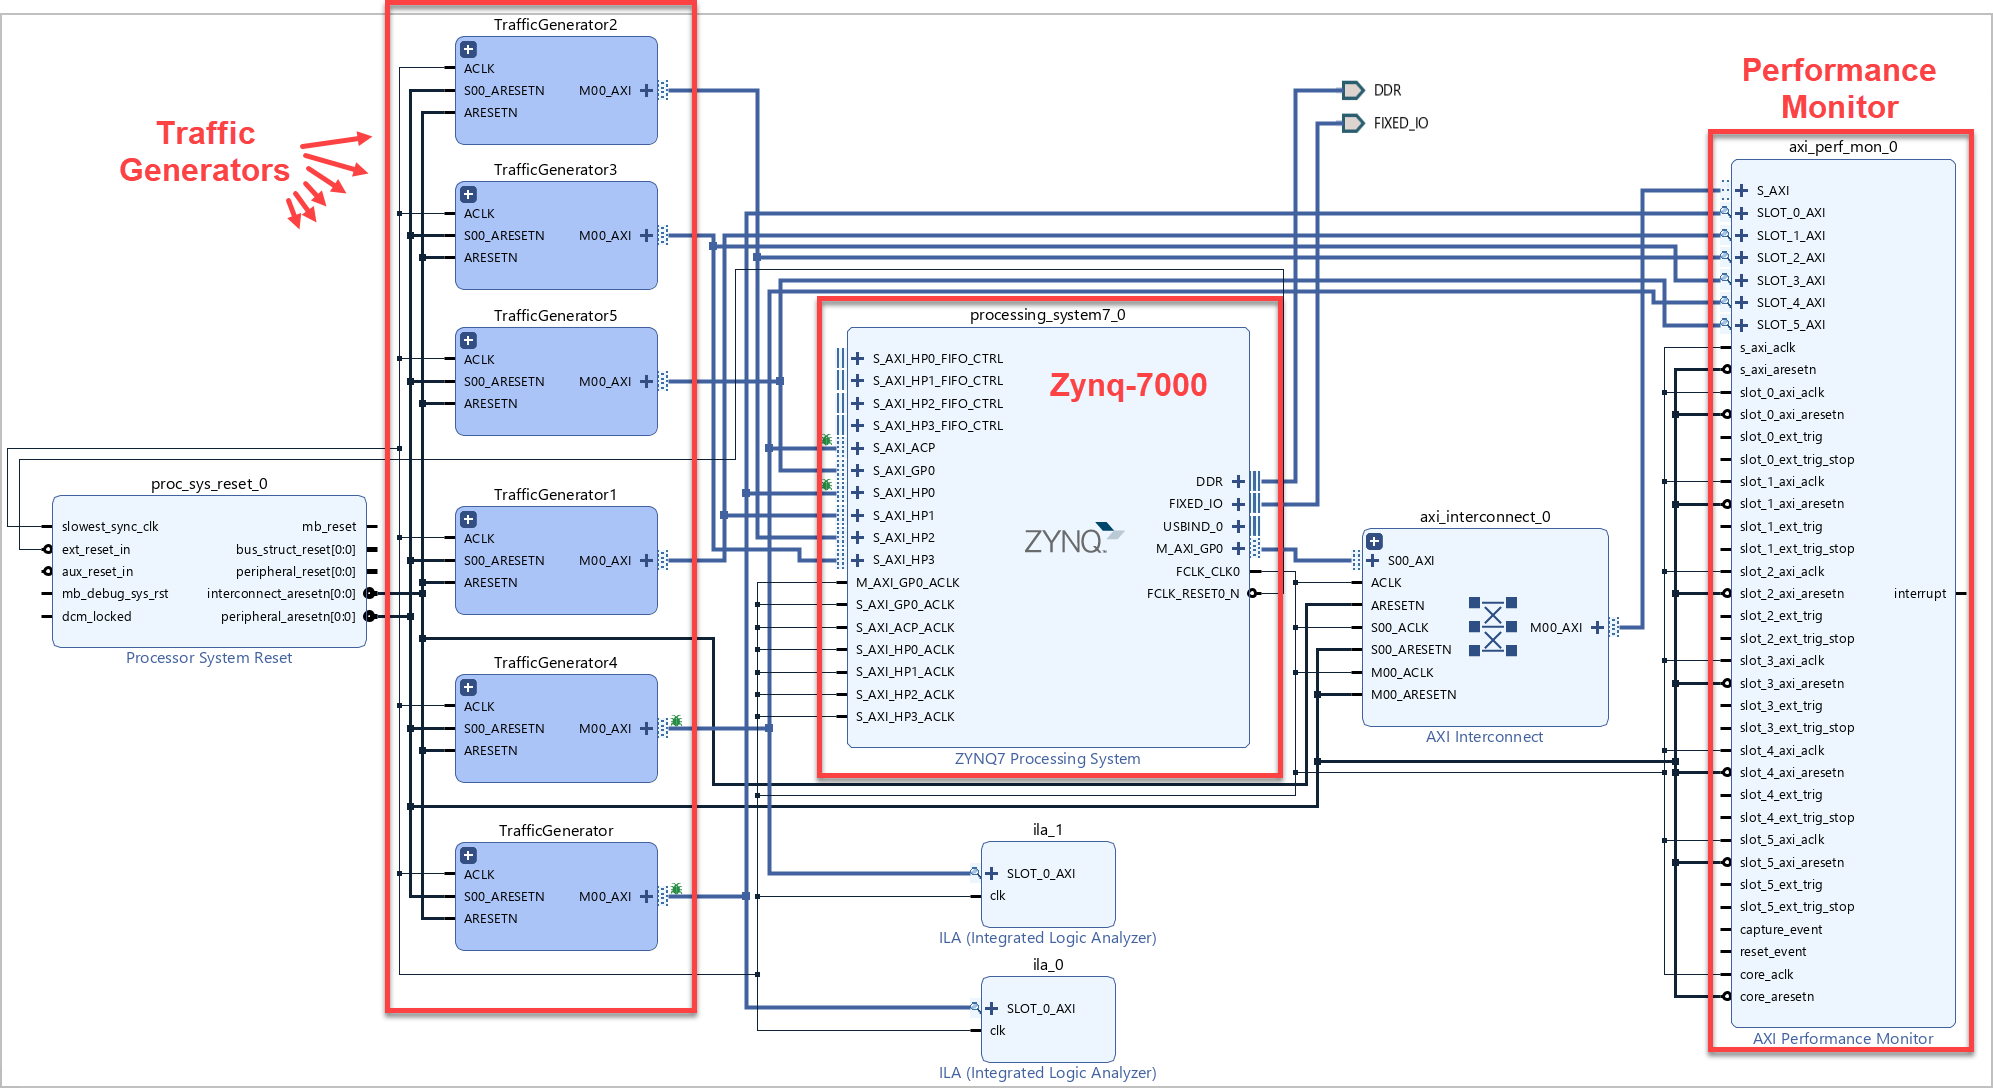 Traffic
Generators
TrafficGenerator2
ACLK
S00_ARESETN
M00_AXI
ARESETN
TrafficGenerator3
ACLK
S00_ARESETN
M00_AXI
ARESETN
TrafficGenerator5
ACLK
S00_ARESETN
M00_AXI
ARESETN
proc_sys_reset_0
slowest_sync_clk
ext_reset_in
aux_reset_in
mb_debug_sys_rst
dcm_locked
mb_reset
bus_struct_reset[0:0]
peripheral_reset[0:0]
interconnect_aresetn[0:0]
peripheral_aresetn[0:0]
Processor System Reset
TrafficGenerator1
ACLK
S00_ARESETN
M00_AXI
ARESETN
TrafficGenerator4
ACLK
S00_ARESETN
M00_AXI
ARESETN
TrafficGenerator
ACLK
S00_ARESETN
M00_AXI
ARESETN
DDR
FIXED_IO
processing_system7_0
Zynq-7000
S_AXI_HP0_FIFO_CTRL
S_AXI_HP1_FIFO_CTRL
S_AXI_HP2_FIFO_CTRL
S_AXI_HP3_FIFO_CTRL
S_AXI_ACP
S_AXI_GP0
S_AXI_HP0
S_AXI_HP1
S_AXI_HP2
S_AXI_HP3
M_AXI_GP0_ACLK
S_AXI_GP0_ACLK
S_AXI_ACP_ACLK
S_AXI_HP0_ACLK
S_AXI_HP1_ACLK
S_AXI_HP2_ACLK
S_AXI_HP3_ACLK
ZYNQ
DDR
FIXED_IO
USBIND_0
M_AXI_GP0
FCLK_CLK0
FCLK_RESET0_N
ZYNQ7 Processing System
axi_interconnect_0
S00_AXI
ACLK
ARESETN
S00_ACLK
S00_ARESETN
M00_ACLK
M00_ARESETN
M00_AXI
AXI Interconnect
ila_1
SLOT_0_AXI
clk
ILA (Integrated Logic Analyzer)
ila_0
SLOT_0_AXI
clk
ILA (Integrated Logic Analyzer)
Performance
Monitor
axi_perf_mon_0
S_AXI
SLOT_0_AXI
SLOT_1_AXI
SLOT_2_AXI
SLOT_3_AXI
SLOT_4_AXI
SLOT_5_AXI
s_axi_aclk
s_axi_aresetn
slot_0_axi_aclk
slot_0_axi_aresetn
slot_0_ext_trig
slot_0_ext_trig_stop
slot_1_axi_aclk
slot_1_axi_aresetn
slot_1_ext_trig
slot_1_ext_trig_stop
slot_2_axi_aclk
slot_2_axi_aresetn
slot_2_ext_trig
slot_2_ext_trig_stop
slot_3_axi_aclk
slot_3_axi_aresetn
slot_3_ext_trig
slot_3_ext_trig_stop
slot_4_axi_aclk
slot_4_axi_aresetn
slot_4_ext_trig
slot_4_ext_trig_stop
slot_5_axi_aclk
slot_5_axi_aresetn
slot_5_ext_trig
slot_5_ext_trig_stop
capture_event
reset_event
core_aclk
core_aresetn
interrupt
AXI Performance Monitor